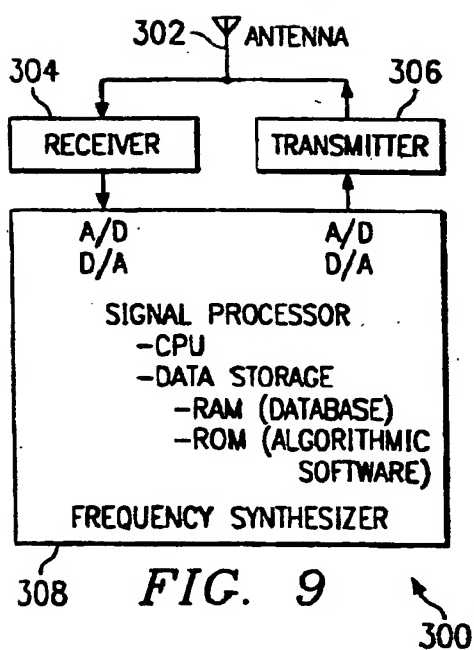 302 ANTENNA
304 306
RECEIVER TRANSMITTER
A/D A/D
D/A D/A
SIGNAL PROCESSOR
-CPU
-DATA STORAGE
-RAM (DATABASE)
-ROM (ALGORITHMIC
SOFTWARE)
FREQUENCY SYNTHESIZER
308 FIG. 9
300